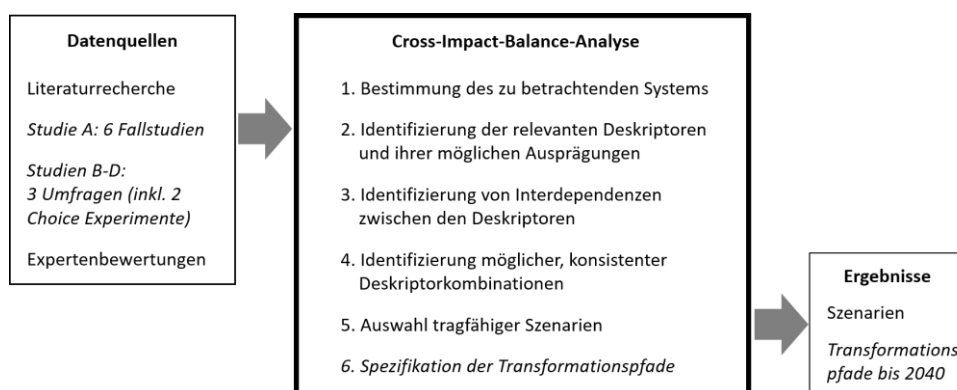 Datenquellen
Literaturrecherche
Studie A: 6 Fallstudien
Studien B-D:
3 Umfragen (inkl. 2
Choice Experimente)
Expertenbewertungen
Cross-Impact-Balance-Analyse
1. Bestimmung des zu betrachtenden Systems
2. Identifizierung der relevanten Deskriptoren
und ihrer möglichen Ausprägungen
3. Identifizierung von Interdependenzen
zwischen den Deskriptoren
4. Identifizierung möglicher, konsistenter
Deskriptorkombinationen
5. Auswahl tragfähiger Szenarien
6. Spezifikation der Transformationspfade
Ergebnisse
Szenarien
Transformations
pfade bis 2040